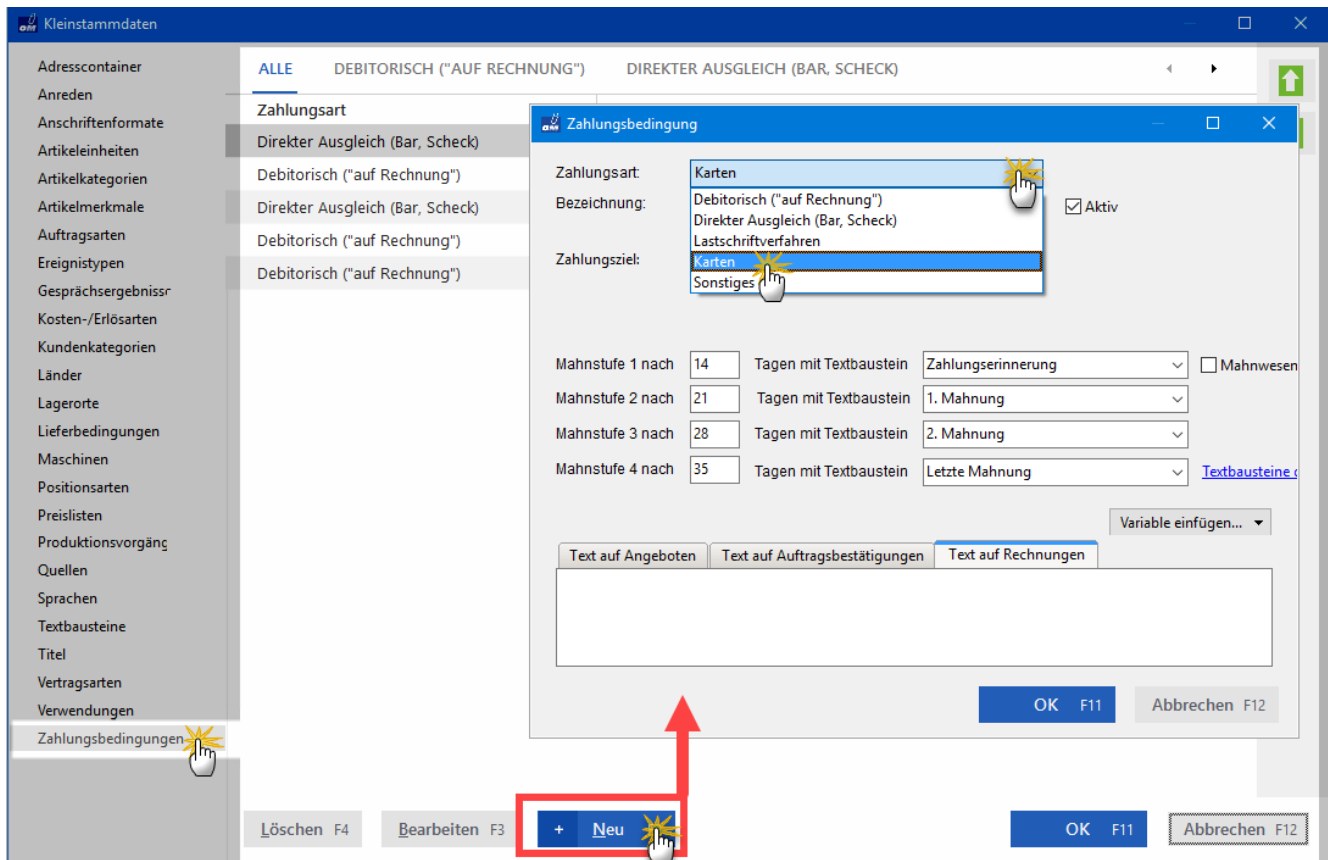 Kleinstammdaten
Adresscontainer
Anreden
Anschriftenformate
Artikeleinheiten
Artikelkategorien
Artikelmerkmale
Auftragsarten
Ereignistypen
Gesprächsergebnisse
Kosten-/Erlösarten
Kundenkategorien
Länder
Lagerorte
Lieferbedingungen
Maschinen
Positionsarten
Preislisten
Produktionsvorgäng
Quellen
Sprachen
Textbausteine
Titel
Vertragsarten
Verwendungen
Zahlungsbedingungen
ALLE DEBITORISCH ("AUF RECHNUNG") DIREKTER AUSGLEICH (BAR, SCHECK)
Zahlungsart
Direkter Ausgleich (Bar, Scheck)
Debitorisch ("auf Rechnung")
Direkter Ausgleich (Bar, Scheck)
Debitorisch ("auf Rechnung")
Debitorisch ("auf Rechnung")
Zahlungsbedingung
Zahlungsart: Karten
Bezeichnung:
Aktiv
Zahlungsziel:
Debitorisch ("auf Rechnung")
Direkter Ausgleich (Bar, Scheck)
Lastschriftverfahren
Karten
Sonstiges
Mahnstufe 1 nach 14 Tagen mit Textbaustein Zahlungserinnerung Mahnwesen
Mahnstufe 2 nach 21 Tagen mit Textbaustein 1. Mahnung
Mahnstufe 3 nach 28 Tagen mit Textbaustein 2. Mahnung
Mahnstufe 4 nach 35 Tagen mit Textbaustein Letzte Mahnung Textbausteine
Variable einfügen...
Text auf Angeboten Text auf Auftragsbestätigungen Text auf Rechnungen
OK F11 Abbrechen F12
Löschen F4 Bearbeiten F3 + Neu OK F11 Abbrechen F12